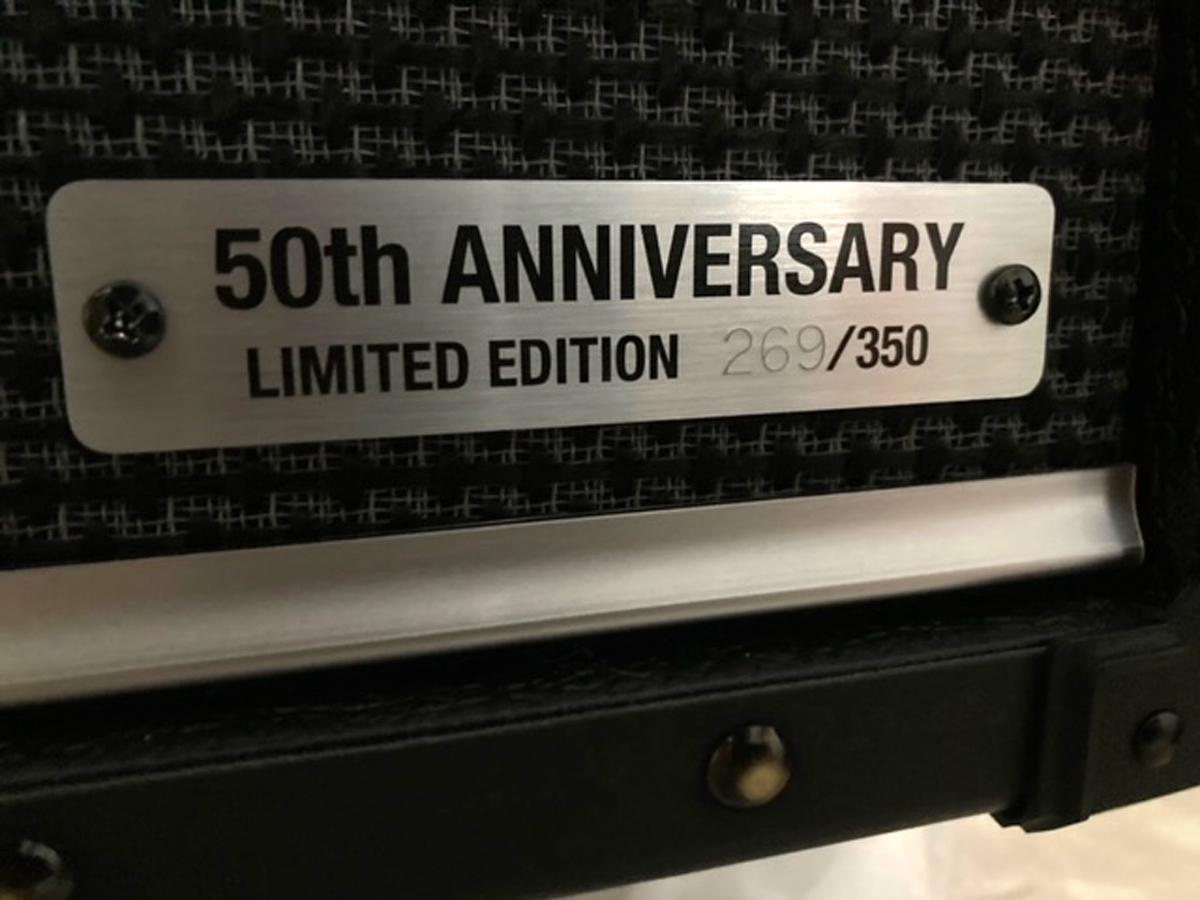 50th ANNIVERSARY
LIMITED EDITION 269/350